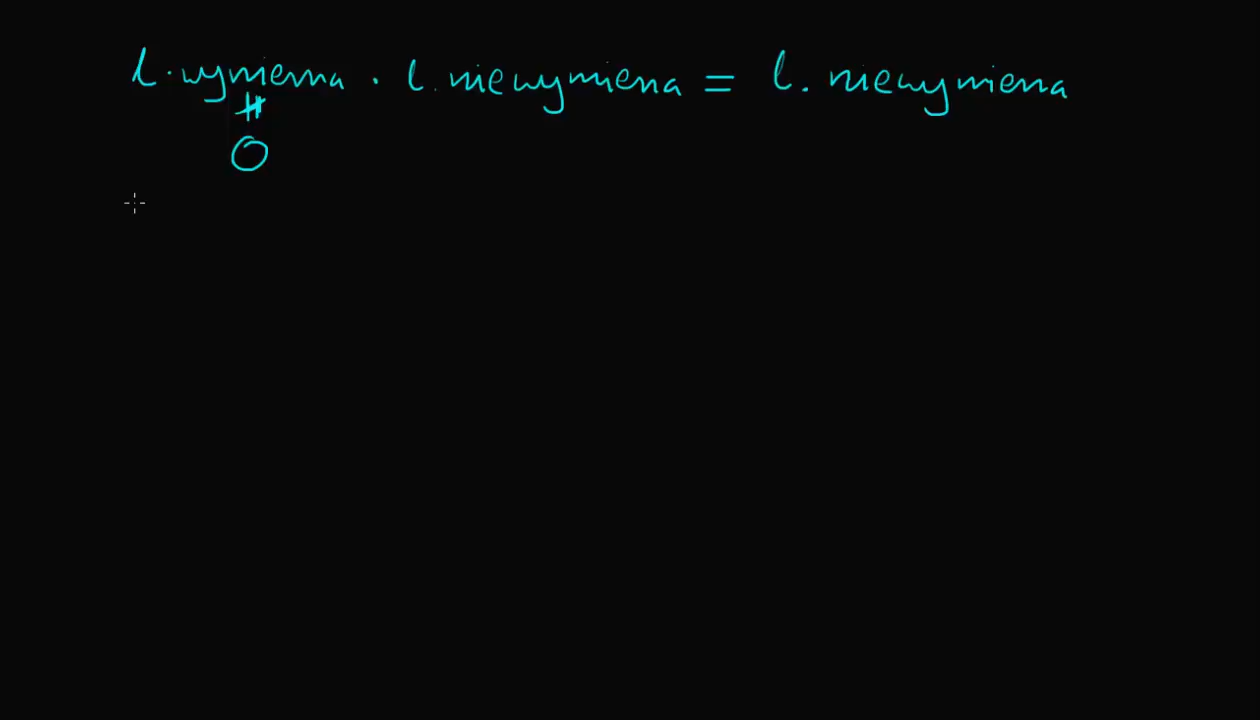 l. wymierna · l. niewymierna = l. niewymierna
≠
0